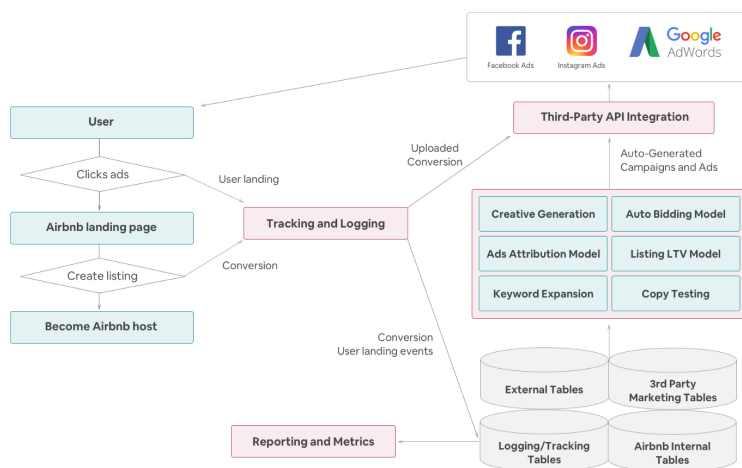 Google
AdWords
Facebook Ads
Instagram Ads
User
Third-Party API Integration
Clicks ads
User landing
Uploaded
Conversion
Auto-Generated
Campaigns and Ads
Airbnb landing page
Tracking and Logging
Creative Generation
Auto Bidding Model
Ads Attribution Model
Listing LTV Model
Keyword Expansion
Copy Testing
Create listing
Conversion
Become Airbnb host
Conversion
User landing events
External Tables
3rd Party
Marketing Tables
Reporting and Metrics
Logging/Tracking
Tables
Airbnb Internal
Tables